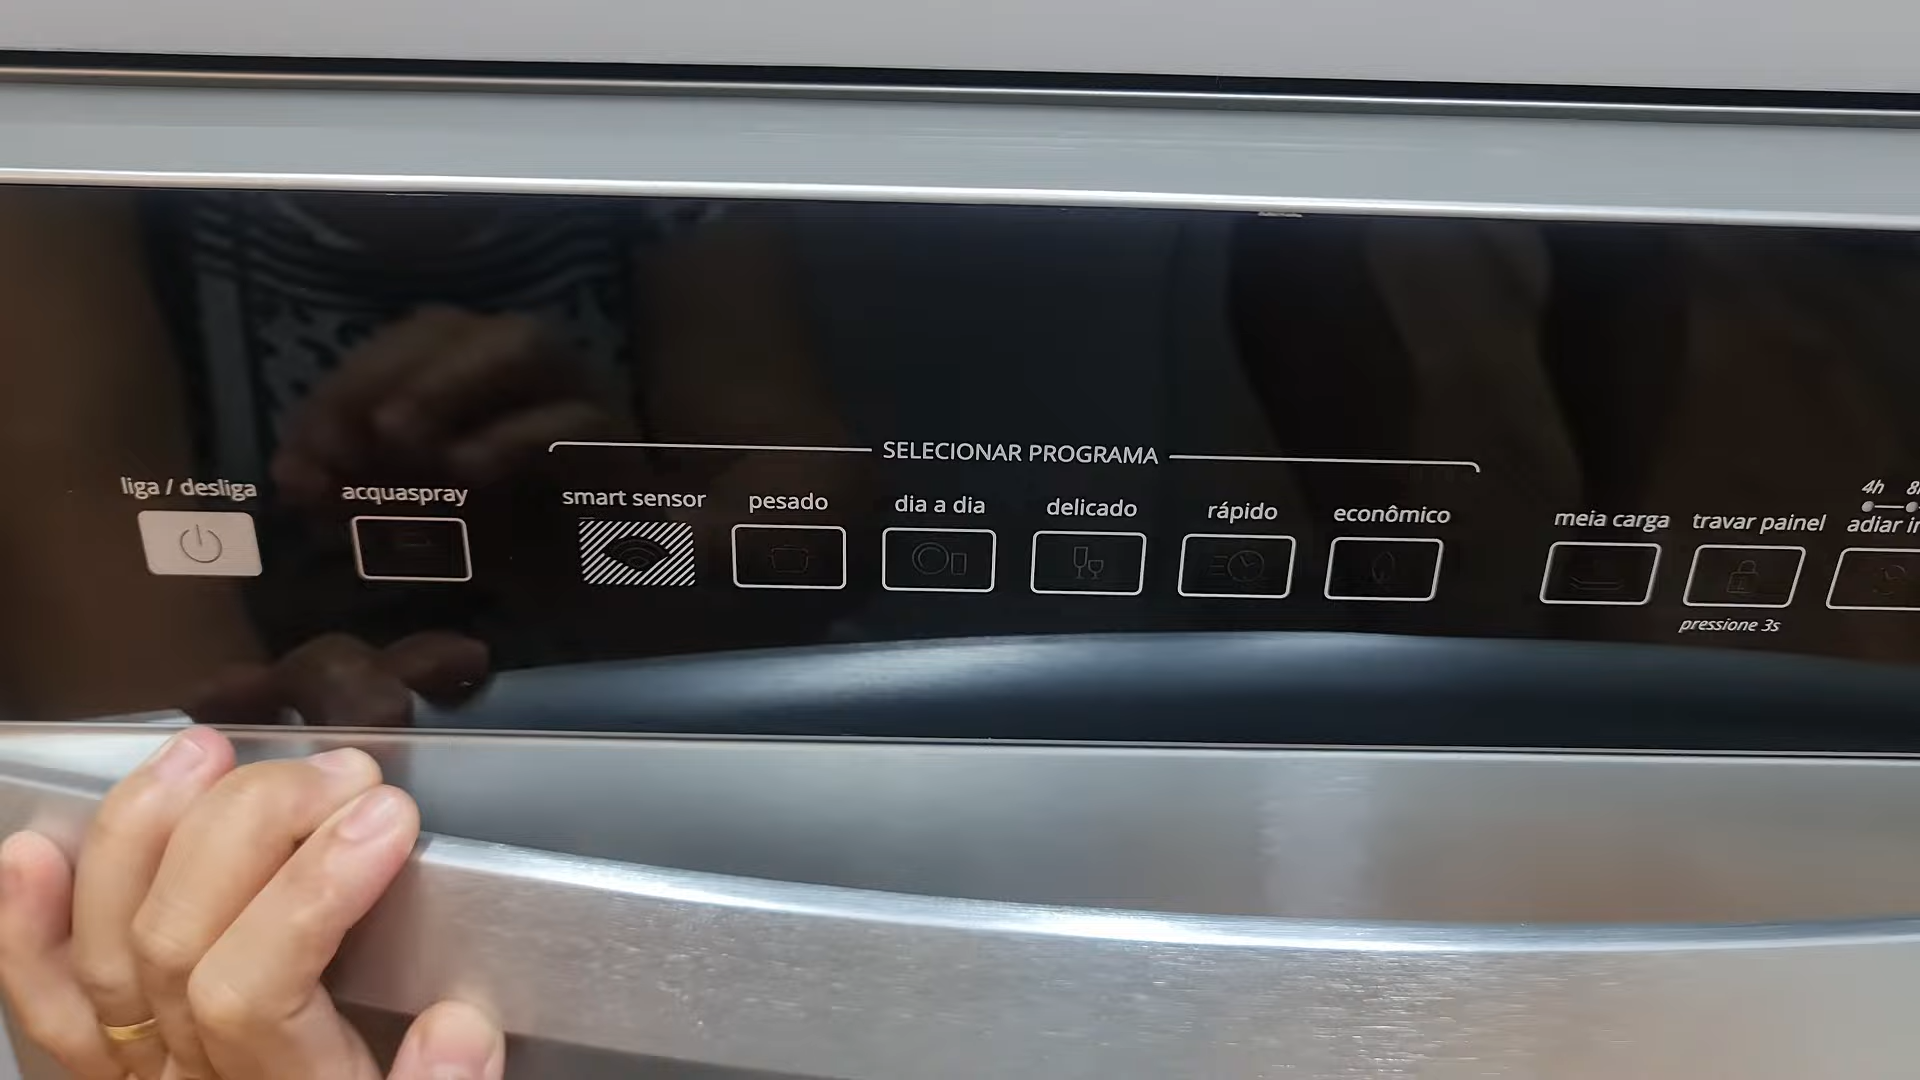 SELECIONAR PROGRAMA
liga / desliga
acquaspray
smart sensor
pesado
dia a dia
delicado
rápido
econômico
meia carga
travar painel
pressione 3s
4h
adiar